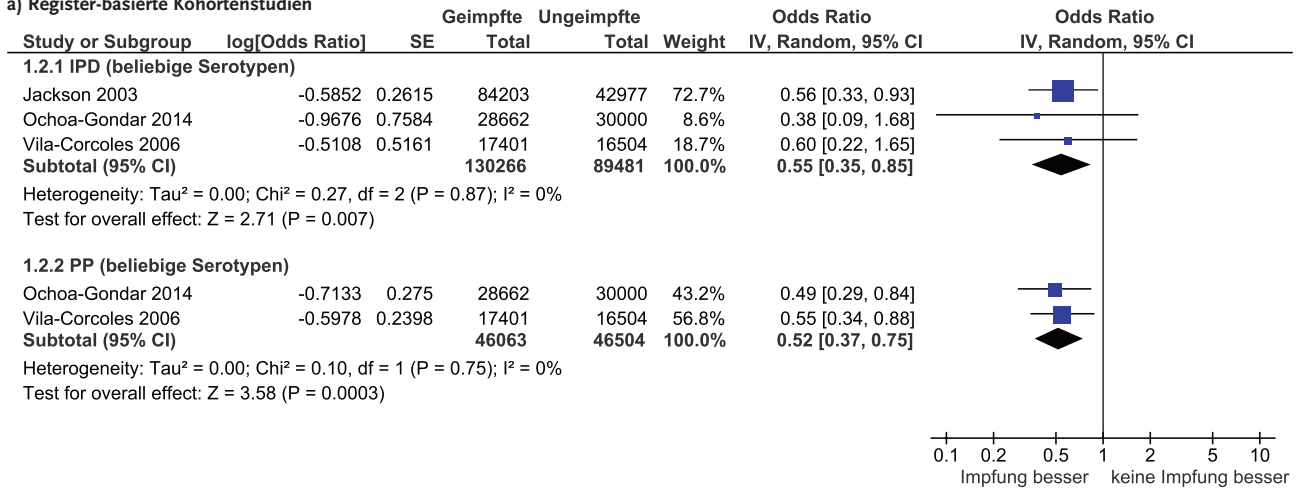 a) Register-basierte Kohortenstudien
Geimpfte Ungeimpfte Odds Ratio Odds Ratio
Study or Subgroup log[Odds Ratio] SE Total Total Weight IV, Random, 95% CI IV, Random, 95% CI
1.2.1 IPD (beliebige Serotypen)
Jackson 2003 -0.5852 0.2615 84203 42977 72.7% 0.56 [0.33, 0.93]
Ochoa-Gondar 2014 -0.9676 0.7584 28662 30000 8.6% 0.38 [0.09, 1.68]
Vila-Corcoles 2006 -0.5108 0.5161 17401 16504 18.7% 0.60 [0.22, 1.65]
Subtotal (95% CI) 130266 89481 100.0% 0.55 [0.35, 0.85]
Heterogeneity: Tau² = 0.00; Chi² = 0.27, df = 2 (P = 0.87); I² = 0%
Test for overall effect: Z = 2.71 (P = 0.007)
1.2.2 PP (beliebige Serotypen)
Ochoa-Gondar 2014 -0.7133 0.275 28662 30000 43.2% 0.49 [0.29, 0.84]
Vila-Corcoles 2006 -0.5978 0.2398 17401 16504 56.8% 0.55 [0.34, 0.88]
Subtotal (95% CI) 46063 46504 100.0% 0.52 [0.37, 0.75]
Heterogeneity: Tau² = 0.00; Chi² = 0.10, df = 1 (P = 0.75); I² = 0%
Test for overall effect: Z = 3.58 (P = 0.0003)
0.1 0.2 0.5 1 2 5 10
Impfung besser keine Impfung besser